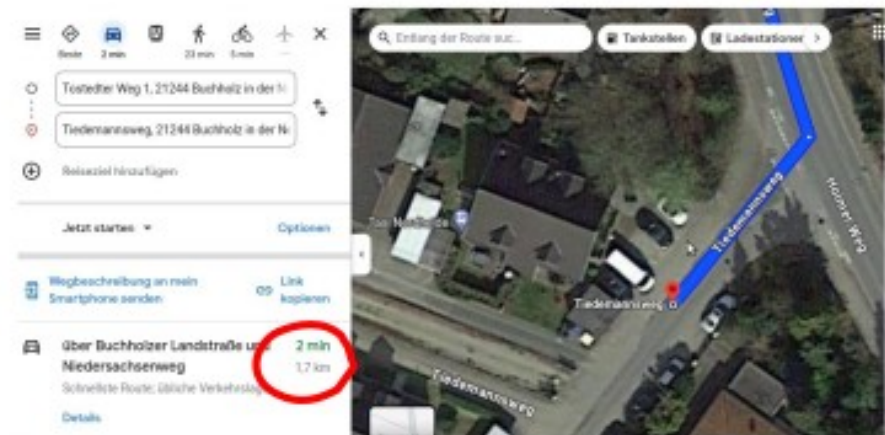 Beste
2 min
23 min
5 min
Tostedter Weg 1, 21244 Buchholz in der N
Tiedemannsweg, 21244 Buchholz in der No
Reiseziel hinzufügen
Jetzt starten
Optionen
Wegbeschreibung an mein
Smartphone senden
Link
kopieren
über Buchholzer Landstraße und 2 min
Niedersachsenweg 1,7 km
Schnellste Route; übliche Verkehrslage
Details
Entlang der Route suc...
Tankstellen
Ladestationen
Tiedemannsweg
Holmer Weg
Tiedemannsweg
Tiedemannsweg